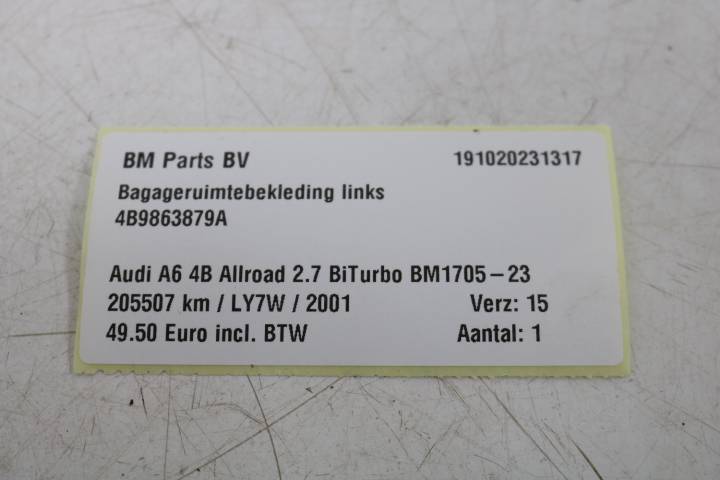 BM Parts BV 191020231317
Bagageruimtebekleding links
4B9863879A
Audi A6 4B Allroad 2.7 BiTurbo BM1705-23
205507 km / LY7W / 2001 Verz: 15
49.50 Euro incl. BTW Aantal: 1